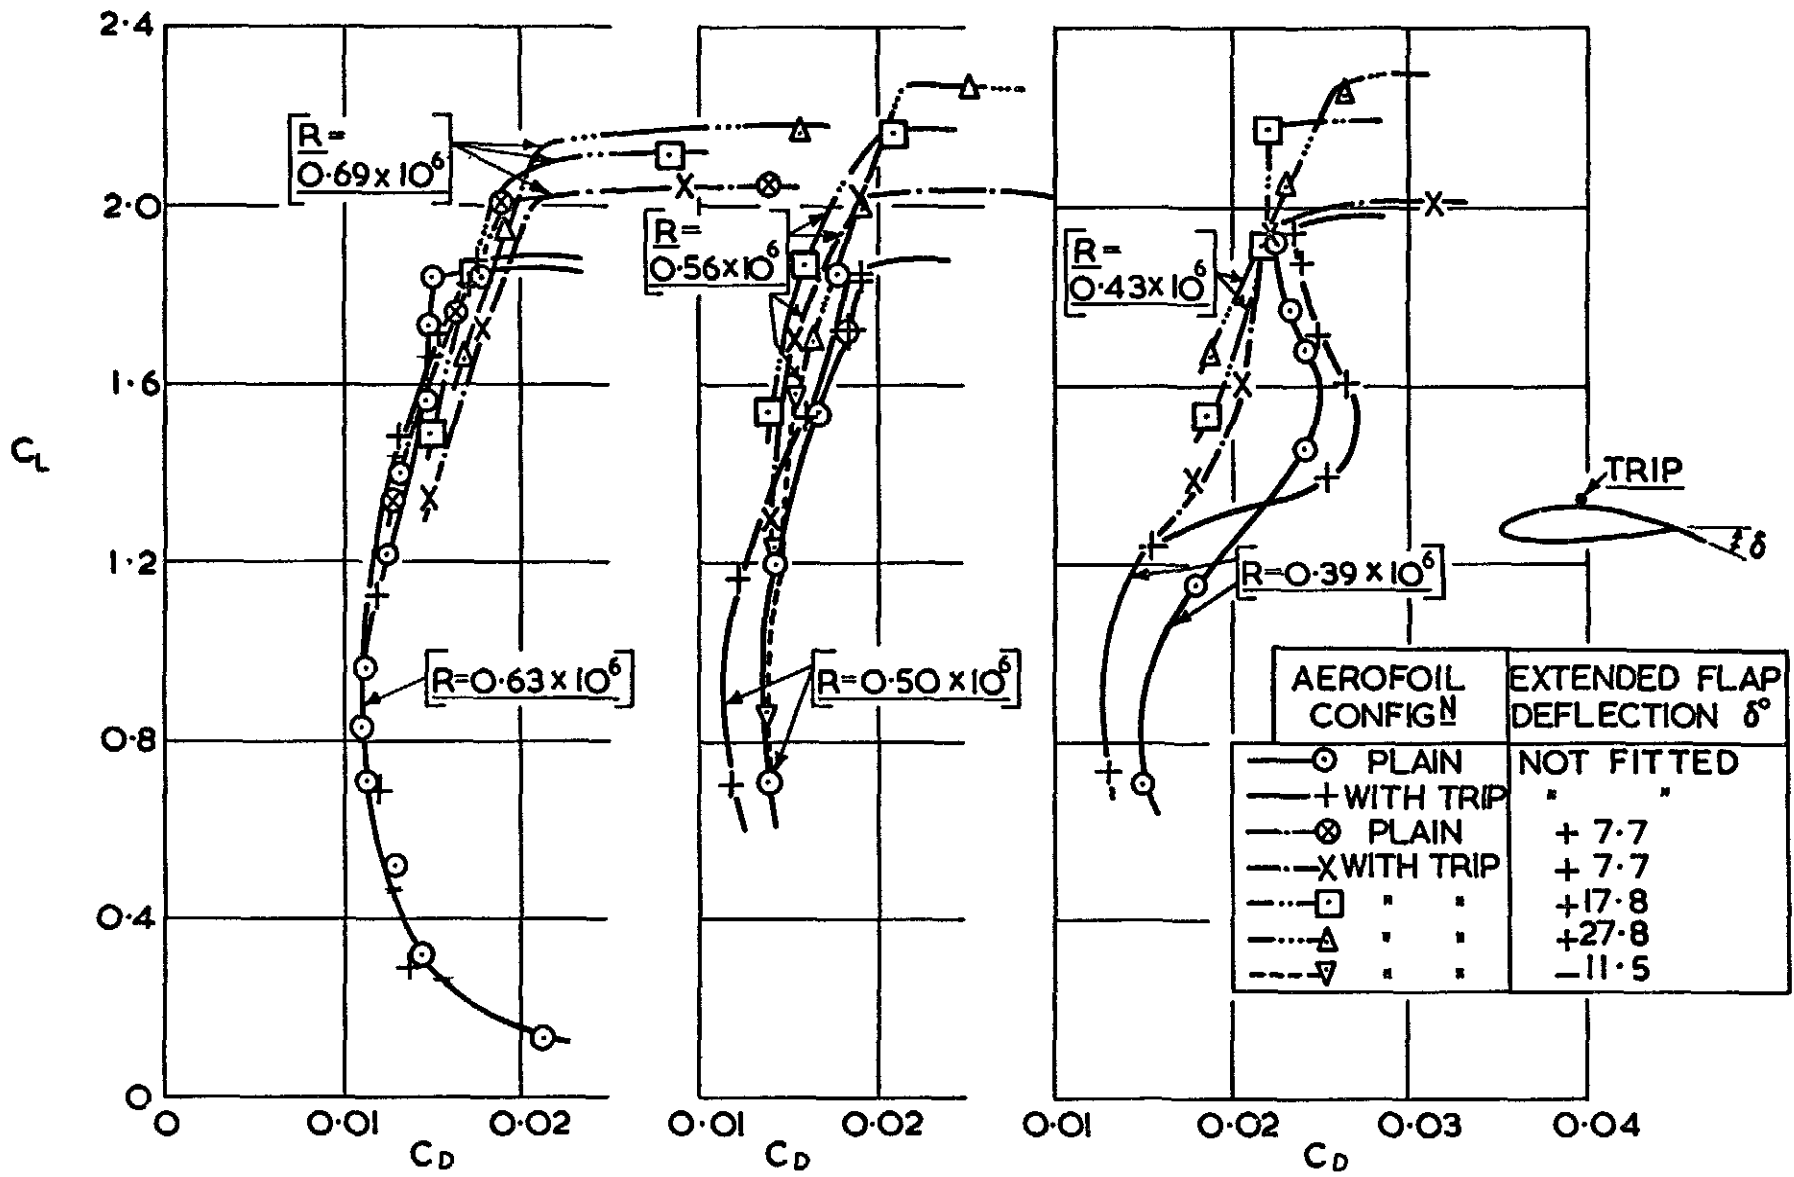 2.4
2.0
1.6
1.2
0.8
0.4
0
C_L
R=
0.69×10⁶
R=
0.56×10⁶
R=
0.43×10⁶
R=0.63×10⁶
R=0.50×10⁶
R=0.39×10⁶
TRIP
δ
AEROFOIL CONFIGᴺ
EXTENDED FLAP DEFLECTION δ°
PLAIN NOT FITTED
WITH TRIP " "
PLAIN + 7.7
WITH TRIP + 7.7
" " +17.8
" " +27.8
" " −11.5
0 0.01 0.02 0.01 0.02 0.01 0.02 0.03 0.04
C_D C_D C_D